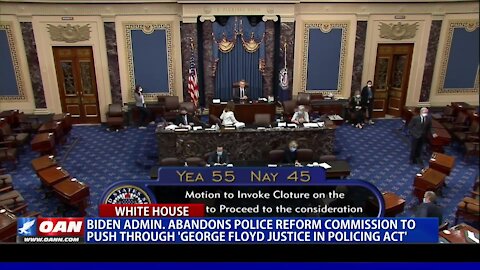 YEA 55 NAY 45
Motion to Invoke Cloture on the
to Proceed to the consideration
WHITE HOUSE
OAN
BIDEN ADMIN. ABANDONS POLICE REFORM COMMISSION TO
PUSH THROUGH 'GEORGE FLOYD JUSTICE IN POLICING ACT'